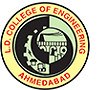 L.D. COLLEGE OF ENGINEERING
AHMEDABAD